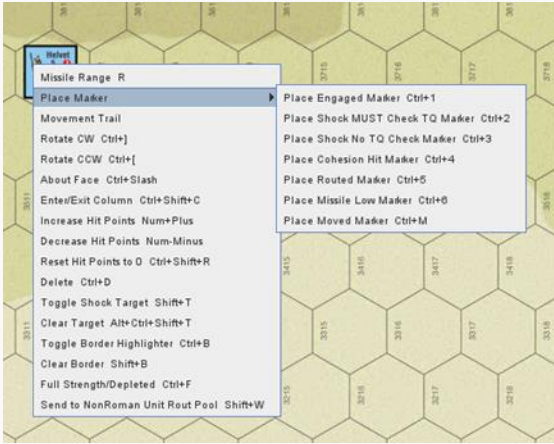 Helvet
Missile Range R
Place Marker
Movement Trail
Rotate CW Ctrl+]
Rotate CCW Ctrl+[
About Face Ctrl+Slash
Enter/Exit Column Ctrl+Shift+C
Increase Hit Points Num+Plus
Decrease Hit Points Num-Minus
Reset Hit Points to 0 Ctrl+Shift+R
Delete Ctrl+D
Toggle Shock Target Shift+T
Clear Target Alt+Ctrl+Shift+T
Toggle Border Highlighter Ctrl+B
Clear Border Shift+B
Full Strength/Depleted Ctrl+F
Send to NonRoman Unit Rout Pool Shift+W
Place Engaged Marker Ctrl+1
Place Shock MUST Check TQ Marker Ctrl+2
Place Shock No TQ Check Marker Ctrl+3
Place Cohesion Hit Marker Ctrl+4
Place Routed Marker Ctrl+5
Place Missile Low Marker Ctrl+6
Place Moved Marker Ctrl+M
3715
3716
3717
3718
3511
3518
3415
3416
3417
3418
3311
3315
3316
3317
3318
3215
3216
3217
3218